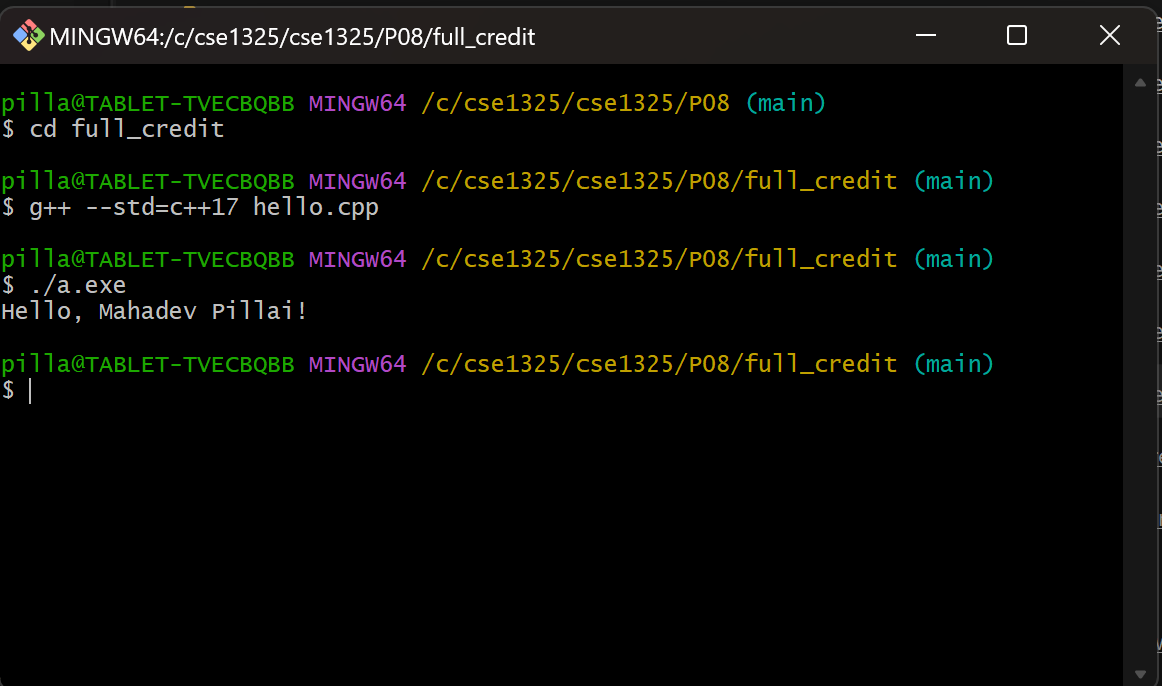 MINGW64:/c/cse1325/cse1325/P08/full_credit
pilla@TABLET-TVECBQBB MINGW64 /c/cse1325/cse1325/P08 (main)
$ cd full_credit
pilla@TABLET-TVECBQBB MINGW64 /c/cse1325/cse1325/P08/full_credit (main)
$ g++ --std=c++17 hello.cpp
pilla@TABLET-TVECBQBB MINGW64 /c/cse1325/cse1325/P08/full_credit (main)
$ ./a.exe
Hello, Mahadev Pillai!
pilla@TABLET-TVECBQBB MINGW64 /c/cse1325/cse1325/P08/full_credit (main)
$